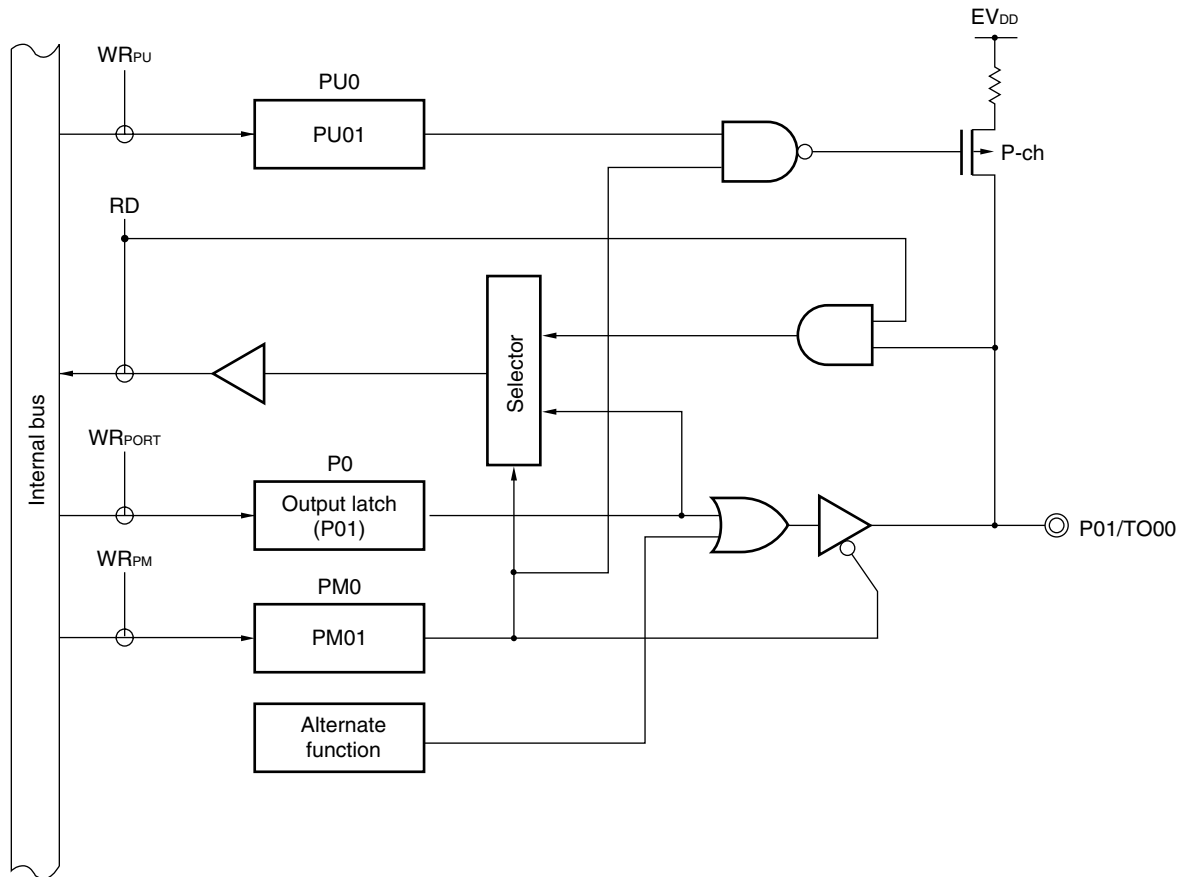 EVDD
WRPU
PU0
PU01
P-ch
RD
Selector
Internal bus
WRPORT
P0
Output latch
(P01)
P01/TO00
WRPM
PM0
PM01
Alternate
function